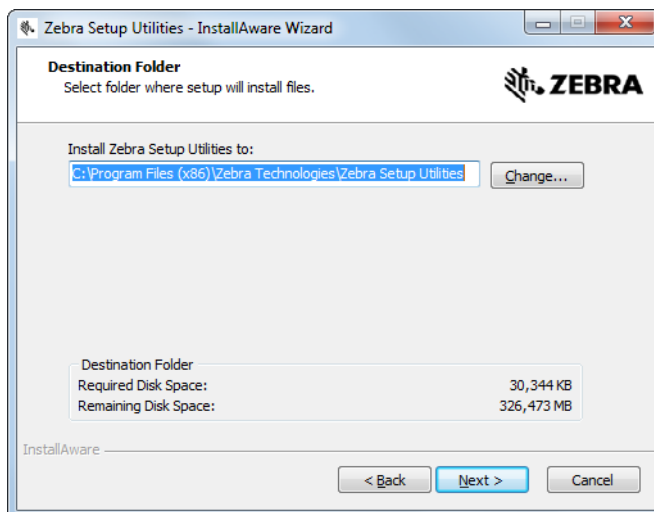 Zebra Setup Utilities - InstallAware Wizard
Destination Folder
Select folder where setup will install files.
ZEBRA
Install Zebra Setup Utilities to:
C:\Program Files (x86)\Zebra Technologies\Zebra Setup Utilities
Change...
Destination Folder
Required Disk Space: 30,344 KB
Remaining Disk Space: 326,473 MB
InstallAware
< Back Next > Cancel